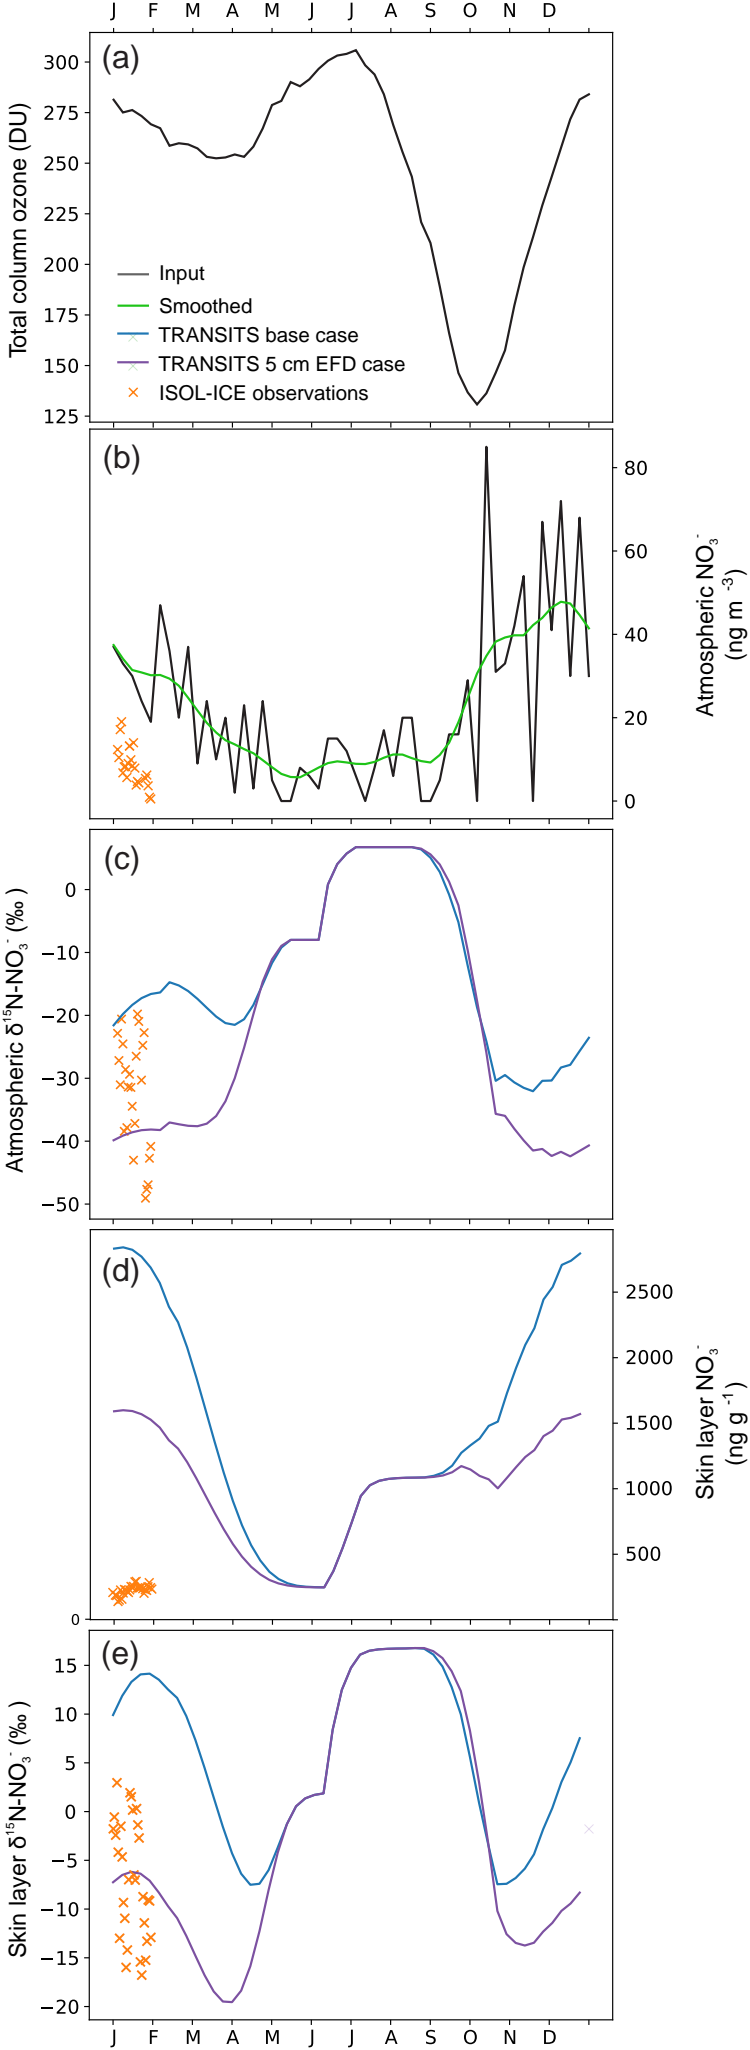 J F M A M J J A S O N D
(a)
300
275
250
225
200
175
150
125
Total column ozone (DU)
Input
Smoothed
TRANSITS base case
TRANSITS 5 cm EFD case
ISOL-ICE observations
(b)
80
60
40
20
0
Atmospheric NO₃⁻
(ng m ⁻³)
(c)
0
−10
−20
−30
−40
−50
Atmospheric δ¹⁵N-NO₃⁻ (‰ )
(d)
2500
2000
1500
1000
500
0
Skin layer NO₃⁻
(ng g ⁻¹)
(e)
15
10
5
0
−5
−10
−15
−20
Skin layer δ¹⁵N-NO₃⁻ (‰ )
J F M A M J J A S O N D